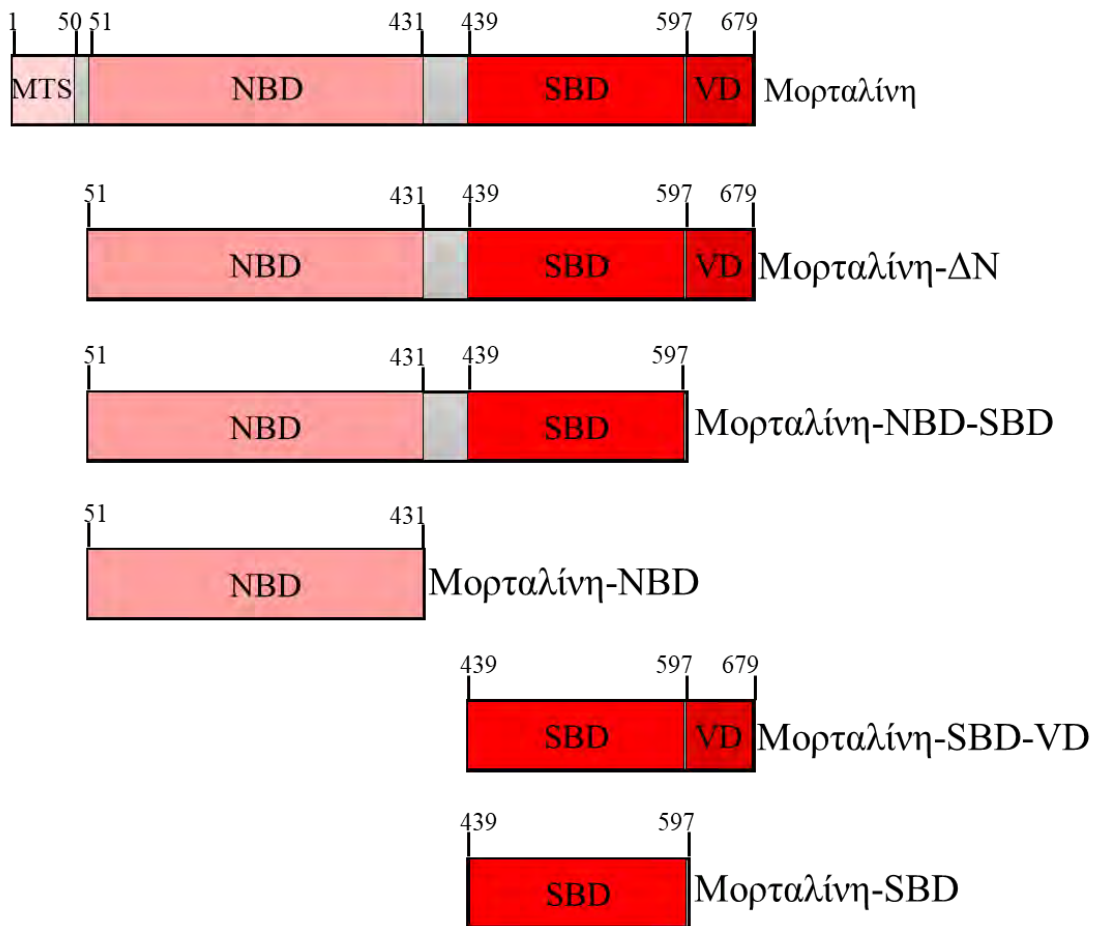 1 50 51 431 439 597 679
MTS NBD SBD VD Μορταλίνη
51 431 439 597 679
NBD SBD VD Μορταλίνη-ΔN
51 431 439 597
NBD SBD Μορταλίνη-NBD-SBD
51 431
NBD Μορταλίνη-NBD
439 597 679
SBD VD Μορταλίνη-SBD-VD
439 597
SBD Μορταλίνη-SBD